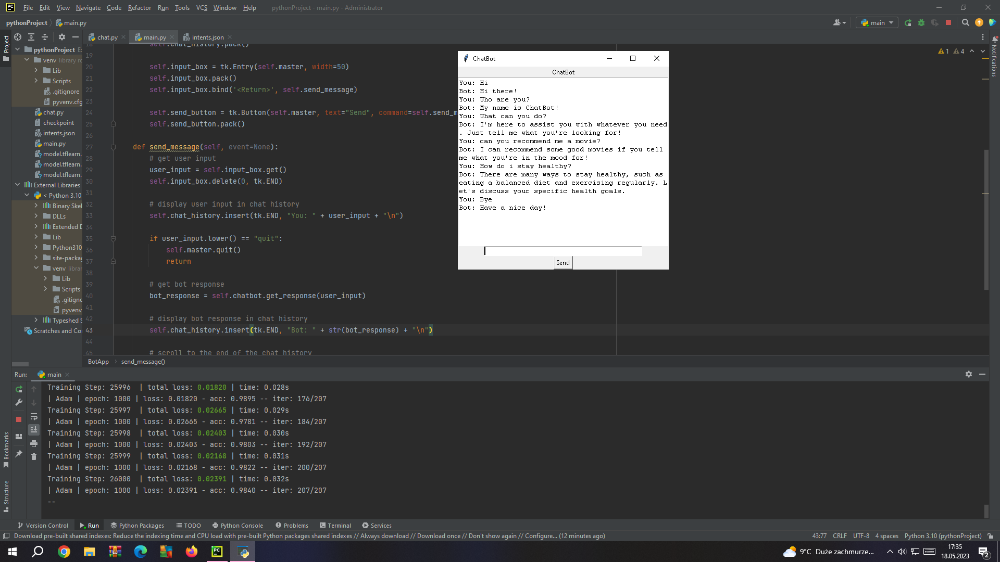 PC File Edit View Navigate Code Refactor Run Tools VCS Window Help pythonProject - main.py - Administrator
pythonProject main.py
main
Project
chat.py main.py intents.json
Notifications
pythonProject
venv library
Lib
Scripts
.gitignore
pyvenv.cfg
chat.py
checkpoint
intents.json
main.py
model.tflearn.
model.tflearn.
model.tflearn.
External Libraries
< Python 3.10
Binary Skel
DLLs
Extended D
Lib
Python310
site-packag
venv librar
Lib
Scripts
.gitigno
pyvenv
Typeshed S
Scratches and Con
1 4
18 self.chat_history.pack()
19
20 self.input_box = tk.Entry(self.master, width=50)
21 self.input_box.pack()
22 self.input_box.bind('<Return>', self.send_message)
23
24 self.send_button = tk.Button(self.master, text="Send", command=self.send_m
25 self.send_button.pack()
26
27 def send_message(self, event=None):
28 # get user input
29 user_input = self.input_box.get()
30 self.input_box.delete(0, tk.END)
31
32 # display user input in chat history
33 self.chat_history.insert(tk.END, "You: " + user_input + "\n")
34
35 if user_input.lower() == "quit":
36 self.master.quit()
37 return
38
39 # get bot response
40 bot_response = self.chatbot.get_response(user_input)
41
42 # display bot response in chat history
43 self.chat_history.insert(tk.END, "Bot: " + str(bot_response) + "\n")
44
45 # scroll to the end of the chat history
BotApp send_message()
ChatBot
ChatBot
You: Hi
Bot: Hi there!
You: Who are you?
Bot: My name is ChatBot!
You: What can you do?
Bot: I'm here to assist you with whatever you need
. Just tell me what you're looking for!
You: can you recommend me a movie?
Bot: I can recommend some good movies if you tell
me what you're in the mood for!
You: How do i stay healthy?
Bot: There are many ways to stay healthy, such as
eating a balanced diet and exercising regularly. L
et's discuss your specific health goals.
You: Bye
Bot: Have a nice day!
Send
Run: main
Training Step: 25996 | total loss: 0.01820 | time: 0.028s
| Adam | epoch: 1000 | loss: 0.01820 - acc: 0.9895 -- iter: 176/207
Training Step: 25997 | total loss: 0.02665 | time: 0.029s
| Adam | epoch: 1000 | loss: 0.02665 - acc: 0.9781 -- iter: 184/207
Training Step: 25998 | total loss: 0.02403 | time: 0.030s
| Adam | epoch: 1000 | loss: 0.02403 - acc: 0.9803 -- iter: 192/207
Training Step: 25999 | total loss: 0.02168 | time: 0.031s
| Adam | epoch: 1000 | loss: 0.02168 - acc: 0.9822 -- iter: 200/207
Training Step: 26000 | total loss: 0.02391 | time: 0.032s
| Adam | epoch: 1000 | loss: 0.02391 - acc: 0.9840 -- iter: 207/207
--
Bookmarks
Structure
Version Control Run Python Packages TODO Python Console Problems Terminal Services
Download pre-built shared indexes: Reduce the indexing time and CPU load with pre-built Python packages shared indexes // Always download // Download once // Don't show again // Configure... (12 minutes ago) 43:77 CRLF UTF-8 4 spaces Python 3.10 (pythonProject)
PC 9°C Duże zachmurze... 17:35
18.05.2023 2